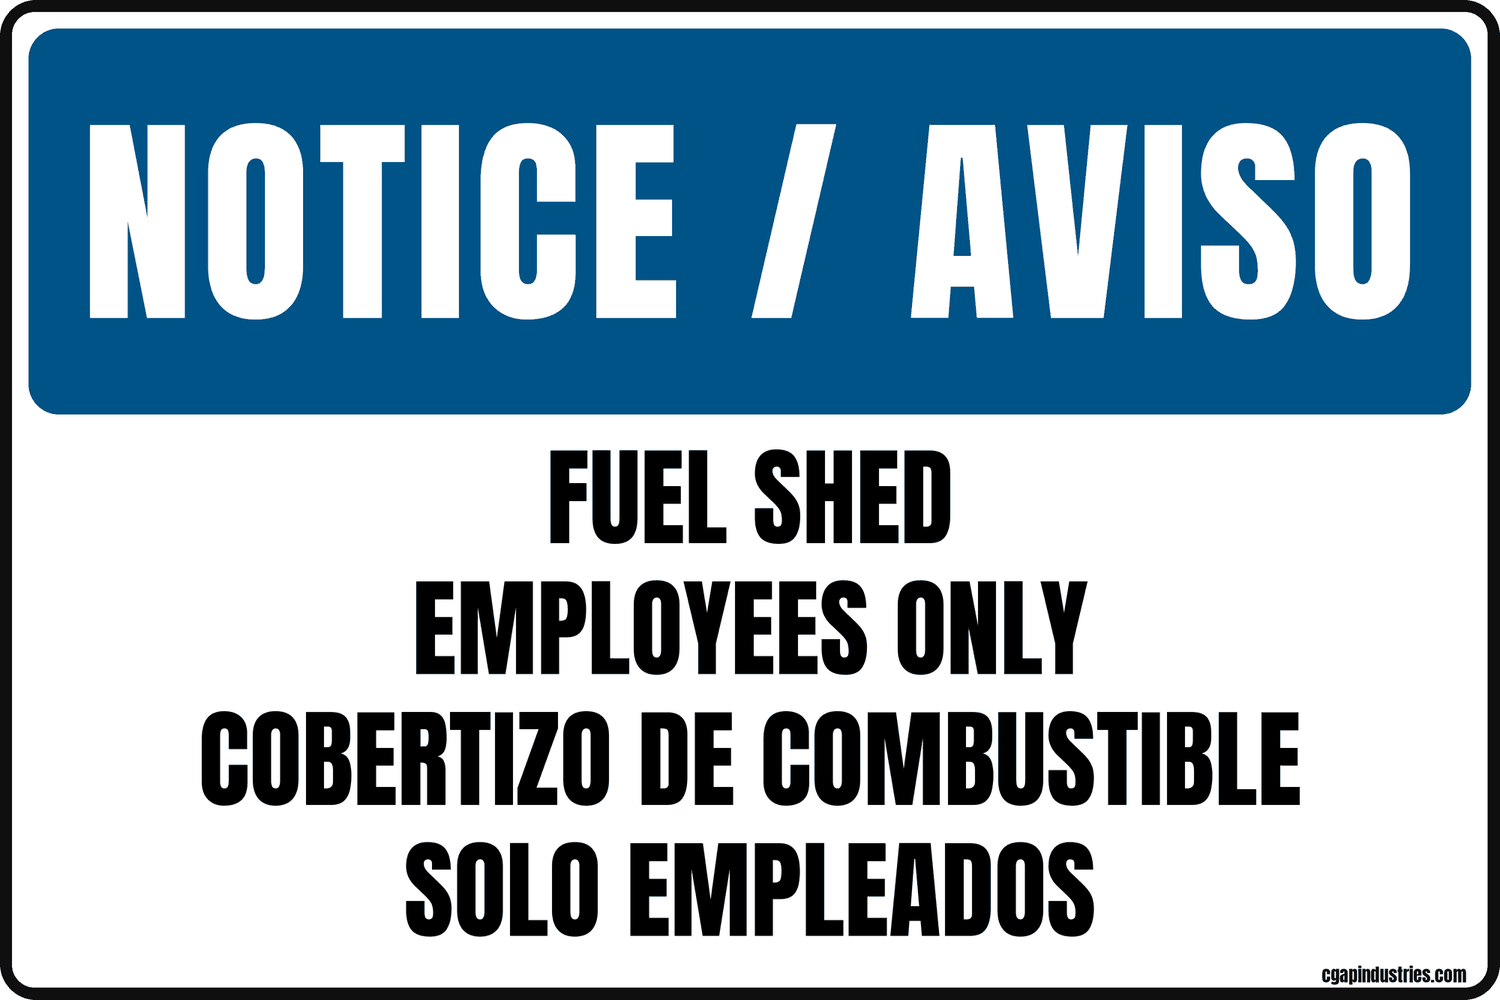 NOTICE / AVISO
FUEL SHED
EMPLOYEES ONLY
COBERTIZO DE COMBUSTIBLE
SOLO EMPLEADOS
cgapindustries.com